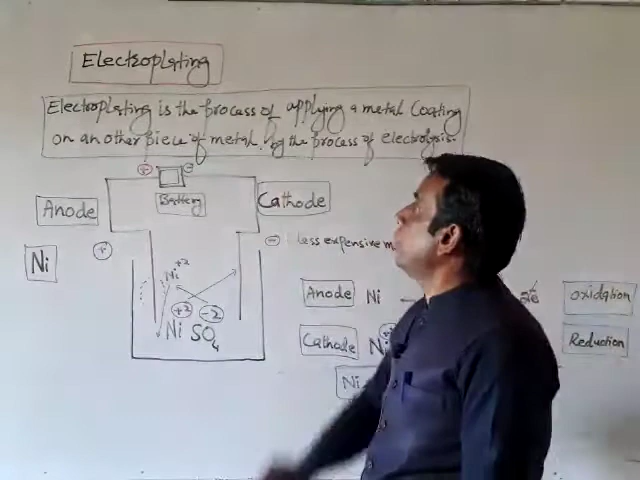 Electroplating
Electroplating is the process of applying a metal coating
on an other piece of metal. by the process of electrolysis.
+ −
Battery
Anode
Cathode
+
− less expensive m
Ni
Ni+2
+2 −2
Ni SO4
Anode Ni → 2e Oxidation
Cathode Ni Reduction
Ni